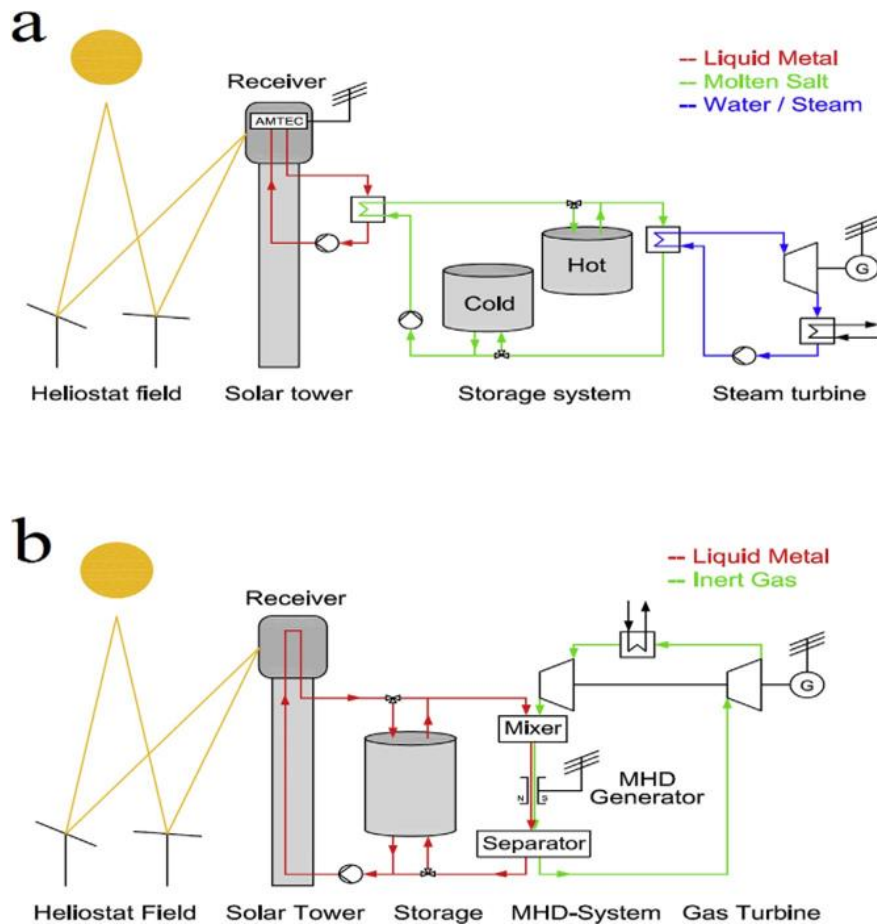 a
Receiver
AMTEC
-- Liquid Metal
-- Molten Salt
-- Water / Steam
Hot
Cold
G
Heliostat field
Solar tower
Storage system
Steam turbine
b
Receiver
-- Liquid Metal
-- Inert Gas
G
Mixer
N S
MHD
Generator
Separator
Heliostat Field
Solar Tower
Storage
MHD-System
Gas Turbine